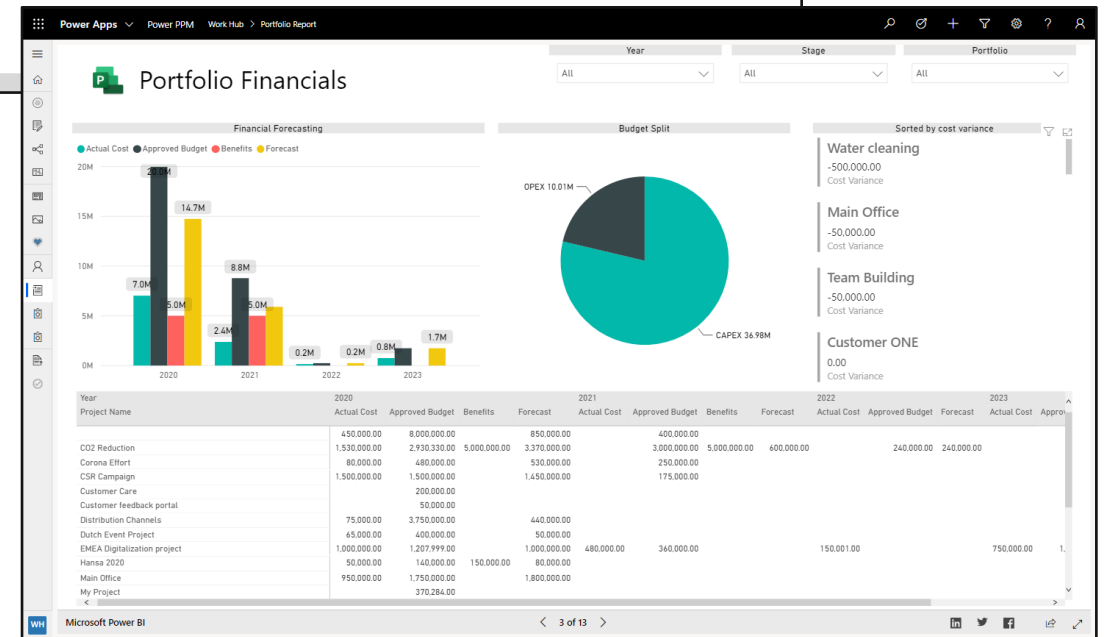 Power Apps Power PPM Work Hub > Portfolio Report
Year Stage Portfolio
All All All
P Portfolio Financials
Financial Forecasting
Actual Cost Approved Budget Benefits Forecast
20M
15M
10M
5M
0M
20.0M
14.7M
7.0M
5.0M
8.8M
5.0M
2.4M
0.2M
0.2M
0.8M
1.7M
2020 2021 2022 2023
Budget Split
OPEX 10.01M
CAPEX 36.98M
Sorted by cost variance
Water cleaning
-500,000.00
Cost Variance
Main Office
-50,000.00
Cost Variance
Team Building
-50,000.00
Cost Variance
Customer ONE
0.00
Cost Variance
Year 2020 2021 2022 2023
Project Name Actual Cost Approved Budget Benefits Forecast Actual Cost Approved Budget Benefits Forecast Actual Cost Approved Budget Forecast Actual Cost
450,000.00 8,000,000.00 850,000.00 400,000.00
CO2 Reduction 1,530,000.00 2,930,330.00 5,000,000.00 3,370,000.00 3,000,000.00 5,000,000.00 600,000.00 240,000.00 240,000.00
Corona Effort 80,000.00 480,000.00 530,000.00 250,000.00
CSR Campaign 1,500,000.00 1,500,000.00 1,450,000.00 175,000.00
Customer Care 200,000.00
Customer feedback portal 50,000.00
Distribution Channels 75,000.00 3,750,000.00 440,000.00
Dutch Event Project 65,000.00 400,000.00 50,000.00
EMEA Digitalization project 1,000,000.00 1,207,999.00 1,000,000.00 480,000.00 360,000.00 150,001.00 750,000.00 1.
Hansa 2020 50,000.00 140,000.00 150,000.00 80,000.00
Main Office 950,000.00 1,750,000.00 1,800,000.00
My Project 370,284.00
WH Microsoft Power BI < 3 of 13 >